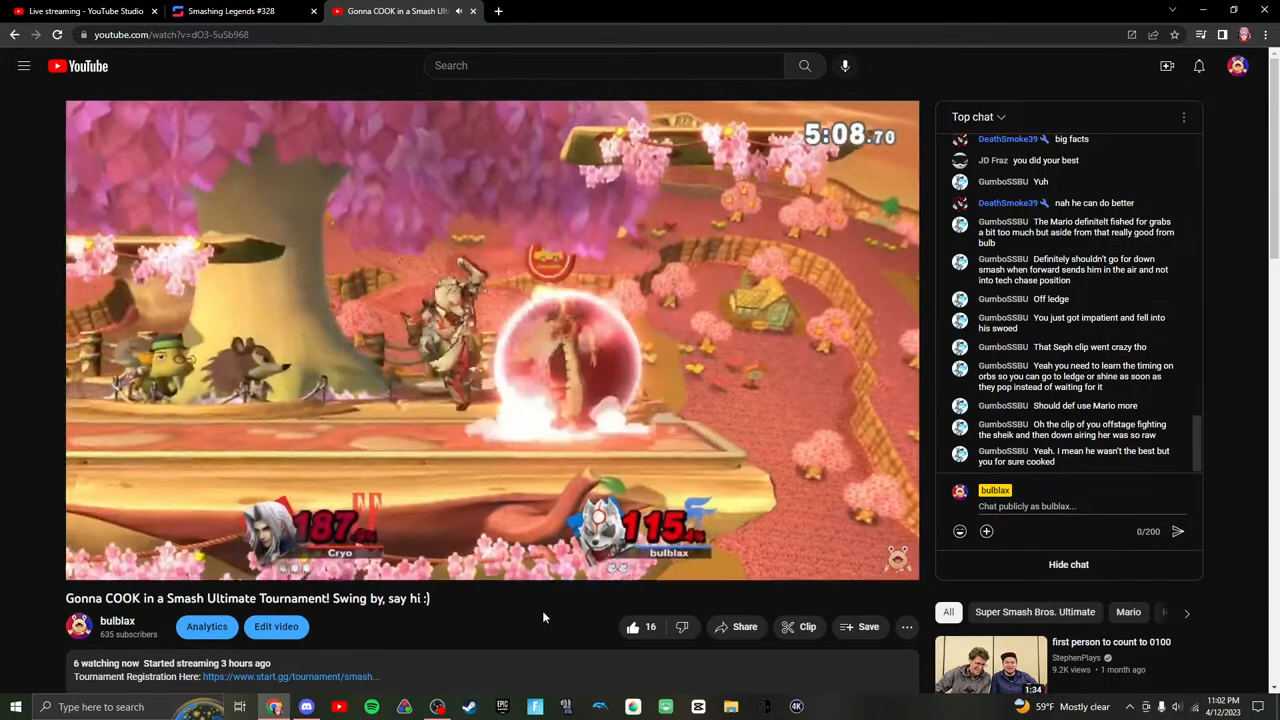 Live streaming - YouTube Studio
Smashing Legends #328
Gonna COOK in a Smash Ult
youtube.com/watch?v=dO3-5uSb968
YouTube
Search
5:08.70
187
Cryo
115
bulblax
Top chat
DeathSmoke39 big facts
JD Fraz you did your best
GumboSSBU Yuh
DeathSmoke39 nah he can do better
GumboSSBU The Mario definitelt fished for grabs
a bit too much but aside from that really good from
bulb
GumboSSBU Definitely shouldn't go for down
smash when forward sends him in the air and not
into tech chase position
GumboSSBU Off ledge
GumboSSBU You just got impatient and fell into
his swoed
GumboSSBU That Seph clip went crazy tho
GumboSSBU Yeah you need to learn the timing on
orbs so you can go to ledge or shine as soon as
they pop instead of waiting for it
GumboSSBU Should def use Mario more
GumboSSBU Oh the clip of you offstage fighting
the sheik and then down airing her was so raw
GumboSSBU Yeah. I mean he wasn't the best but
you for sure cooked
bulblax
Chat publicly as bulblax...
0/200
Hide chat
Gonna COOK in a Smash Ultimate Tournament! Swing by, say hi :)
bulblax
635 subscribers
Analytics
Edit video
16
Share
Clip
Save
6 watching now Started streaming 3 hours ago
Tournament Registration Here: https://www.start.gg/tournament/smash...
All
Super Smash Bros. Ultimate
Mario
first person to count to 0100
StephenPlays
9.2K views • 1 month ago
1:34
Type here to search
59°F Mostly clear
11:02 PM
4/12/2023